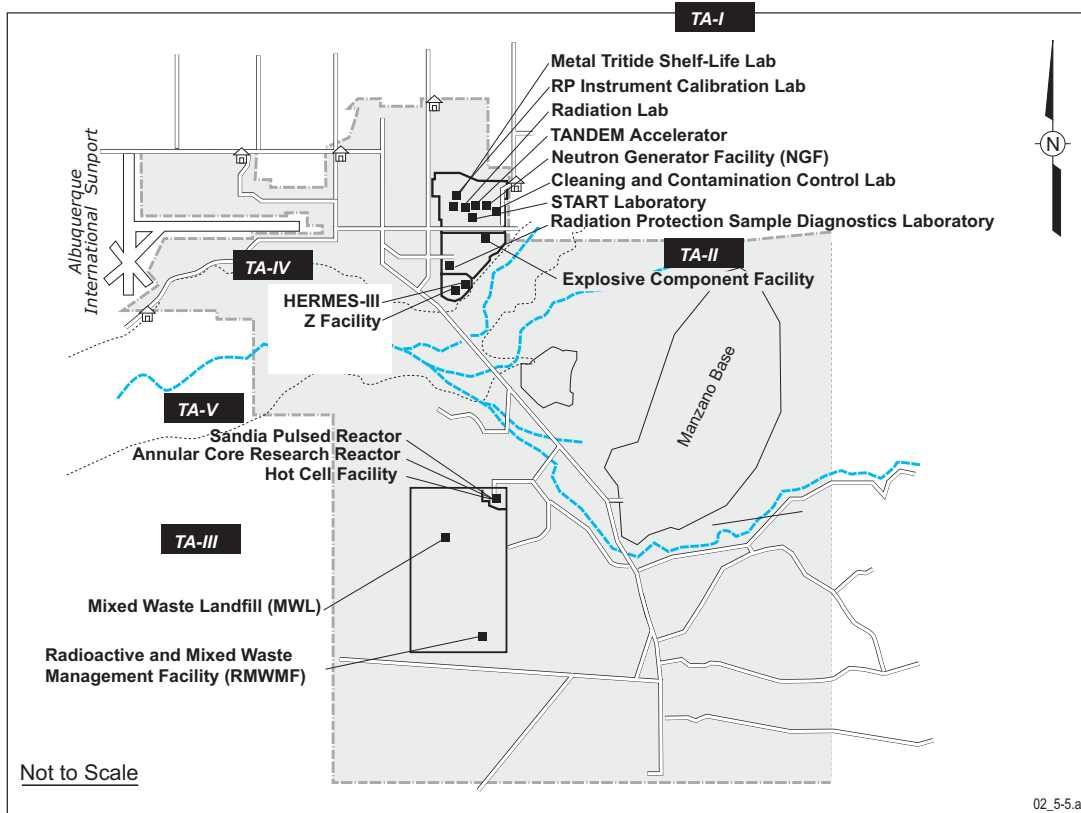 TA-I
Metal Tritide Shelf-Life Lab
RP Instrument Calibration Lab
Radiation Lab
TANDEM Accelerator
Neutron Generator Facility (NGF)
Cleaning and Contamination Control Lab
START Laboratory
Radiation Protection Sample Diagnostics Laboratory
N
Albuquerque
International Sunport
TA-II
TA-IV
Explosive Component Facility
HERMES-III
Z Facility
Manzano Base
TA-V
Sandia Pulsed Reactor
Annular Core Research Reactor
Hot Cell Facility
TA-III
Mixed Waste Landfill (MWL)
Radioactive and Mixed Waste
Management Facility (RMWMF)
Not to Scale
02_5-5.a